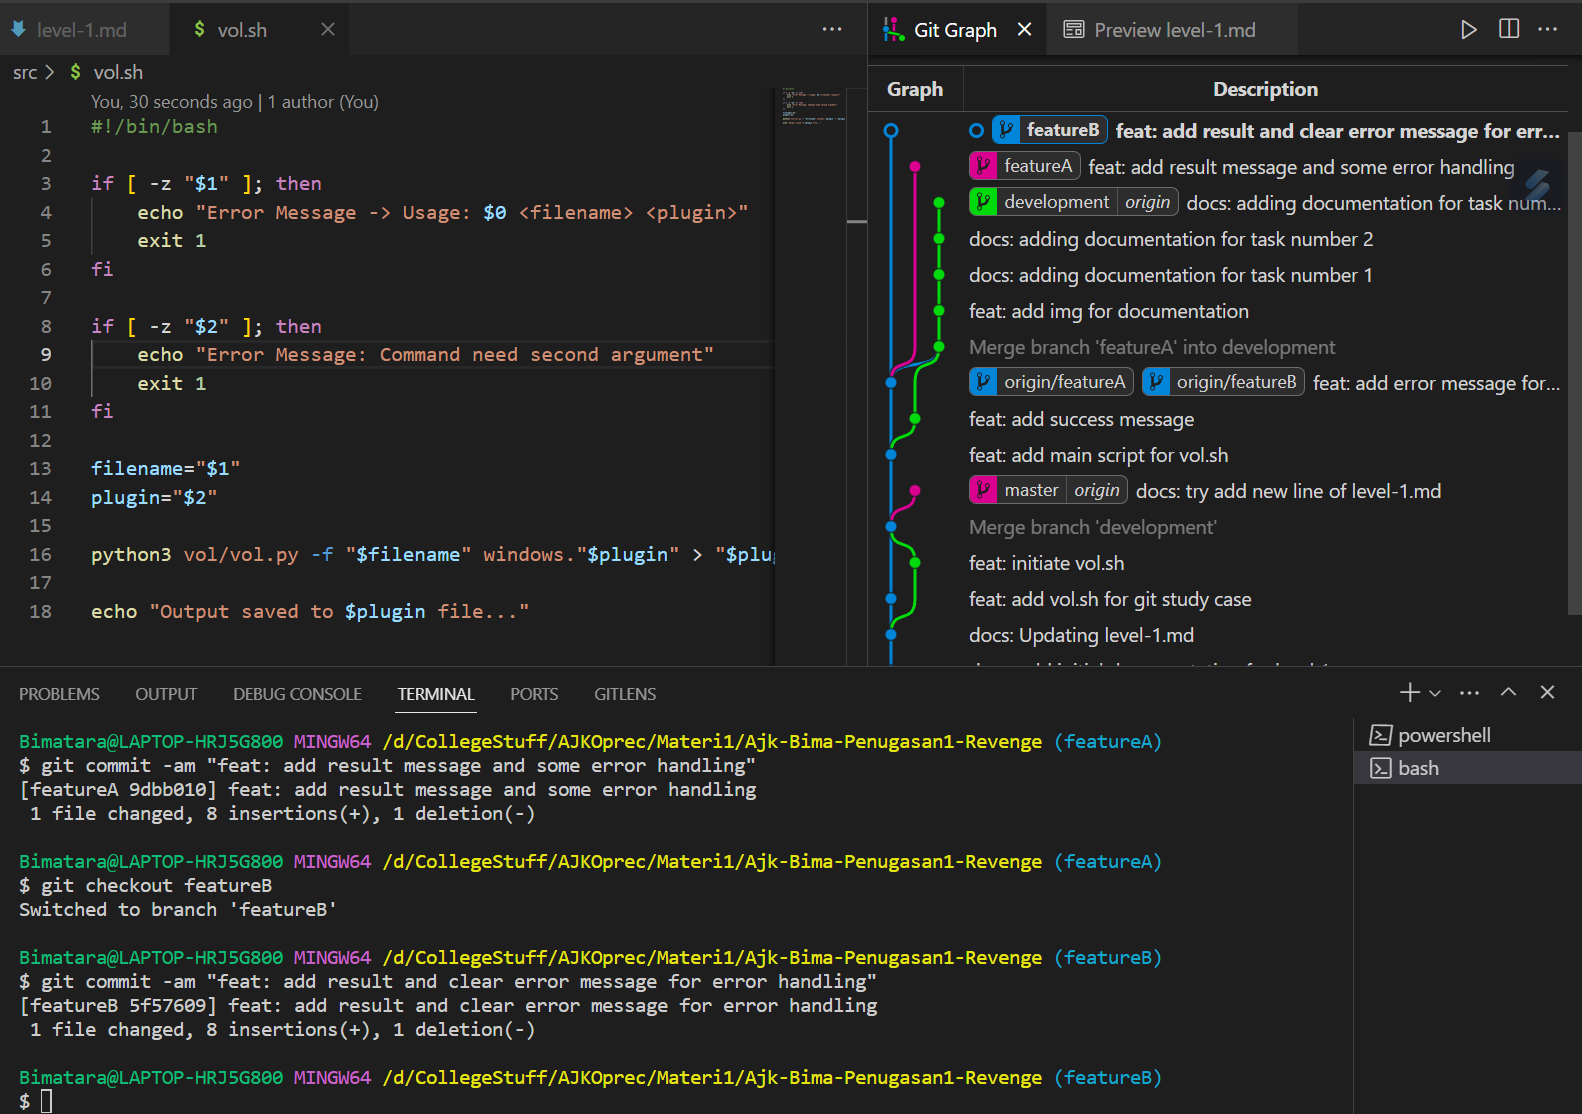 level-1.md
$ vol.sh
src > $ vol.sh
You, 30 seconds ago | 1 author (You)
1 #!/bin/bash
2
3 if [ -z "$1" ]; then
4 echo "Error Message -> Usage: $0 <filename> <plugin>"
5 exit 1
6 fi
7
8 if [ -z "$2" ]; then
9 echo "Error Message: Command need second argument"
10 exit 1
11 fi
12
13 filename="$1"
14 plugin="$2"
15
16 python3 vol/vol.py -f "$filename" windows."$plugin" > "$plu
17
18 echo "Output saved to $plugin file..."
Git Graph
Preview level-1.md
Graph Description
featureB feat: add result and clear error message for err...
featureA feat: add result message and some error handling
development origin docs: adding documentation for task num...
docs: adding documentation for task number 2
docs: adding documentation for task number 1
feat: add img for documentation
Merge branch 'featureA' into development
origin/featureA origin/featureB feat: add error message for...
feat: add success message
feat: add main script for vol.sh
master origin docs: try add new line of level-1.md
Merge branch 'development'
feat: initiate vol.sh
feat: add vol.sh for git study case
docs: Updating level-1.md
PROBLEMS OUTPUT DEBUG CONSOLE TERMINAL PORTS GITLENS
Bimatara@LAPTOP-HRJ5G800 MINGW64 /d/CollegeStuff/AJKOprec/Materi1/Ajk-Bima-Penugasan1-Revenge (featureA)
$ git commit -am "feat: add result message and some error handling"
[featureA 9dbb010] feat: add result message and some error handling
1 file changed, 8 insertions(+), 1 deletion(-)
Bimatara@LAPTOP-HRJ5G800 MINGW64 /d/CollegeStuff/AJKOprec/Materi1/Ajk-Bima-Penugasan1-Revenge (featureA)
$ git checkout featureB
Switched to branch 'featureB'
Bimatara@LAPTOP-HRJ5G800 MINGW64 /d/CollegeStuff/AJKOprec/Materi1/Ajk-Bima-Penugasan1-Revenge (featureB)
$ git commit -am "feat: add result and clear error message for error handling"
[featureB 5f57609] feat: add result and clear error message for error handling
1 file changed, 8 insertions(+), 1 deletion(-)
Bimatara@LAPTOP-HRJ5G800 MINGW64 /d/CollegeStuff/AJKOprec/Materi1/Ajk-Bima-Penugasan1-Revenge (featureB)
$
powershell
bash